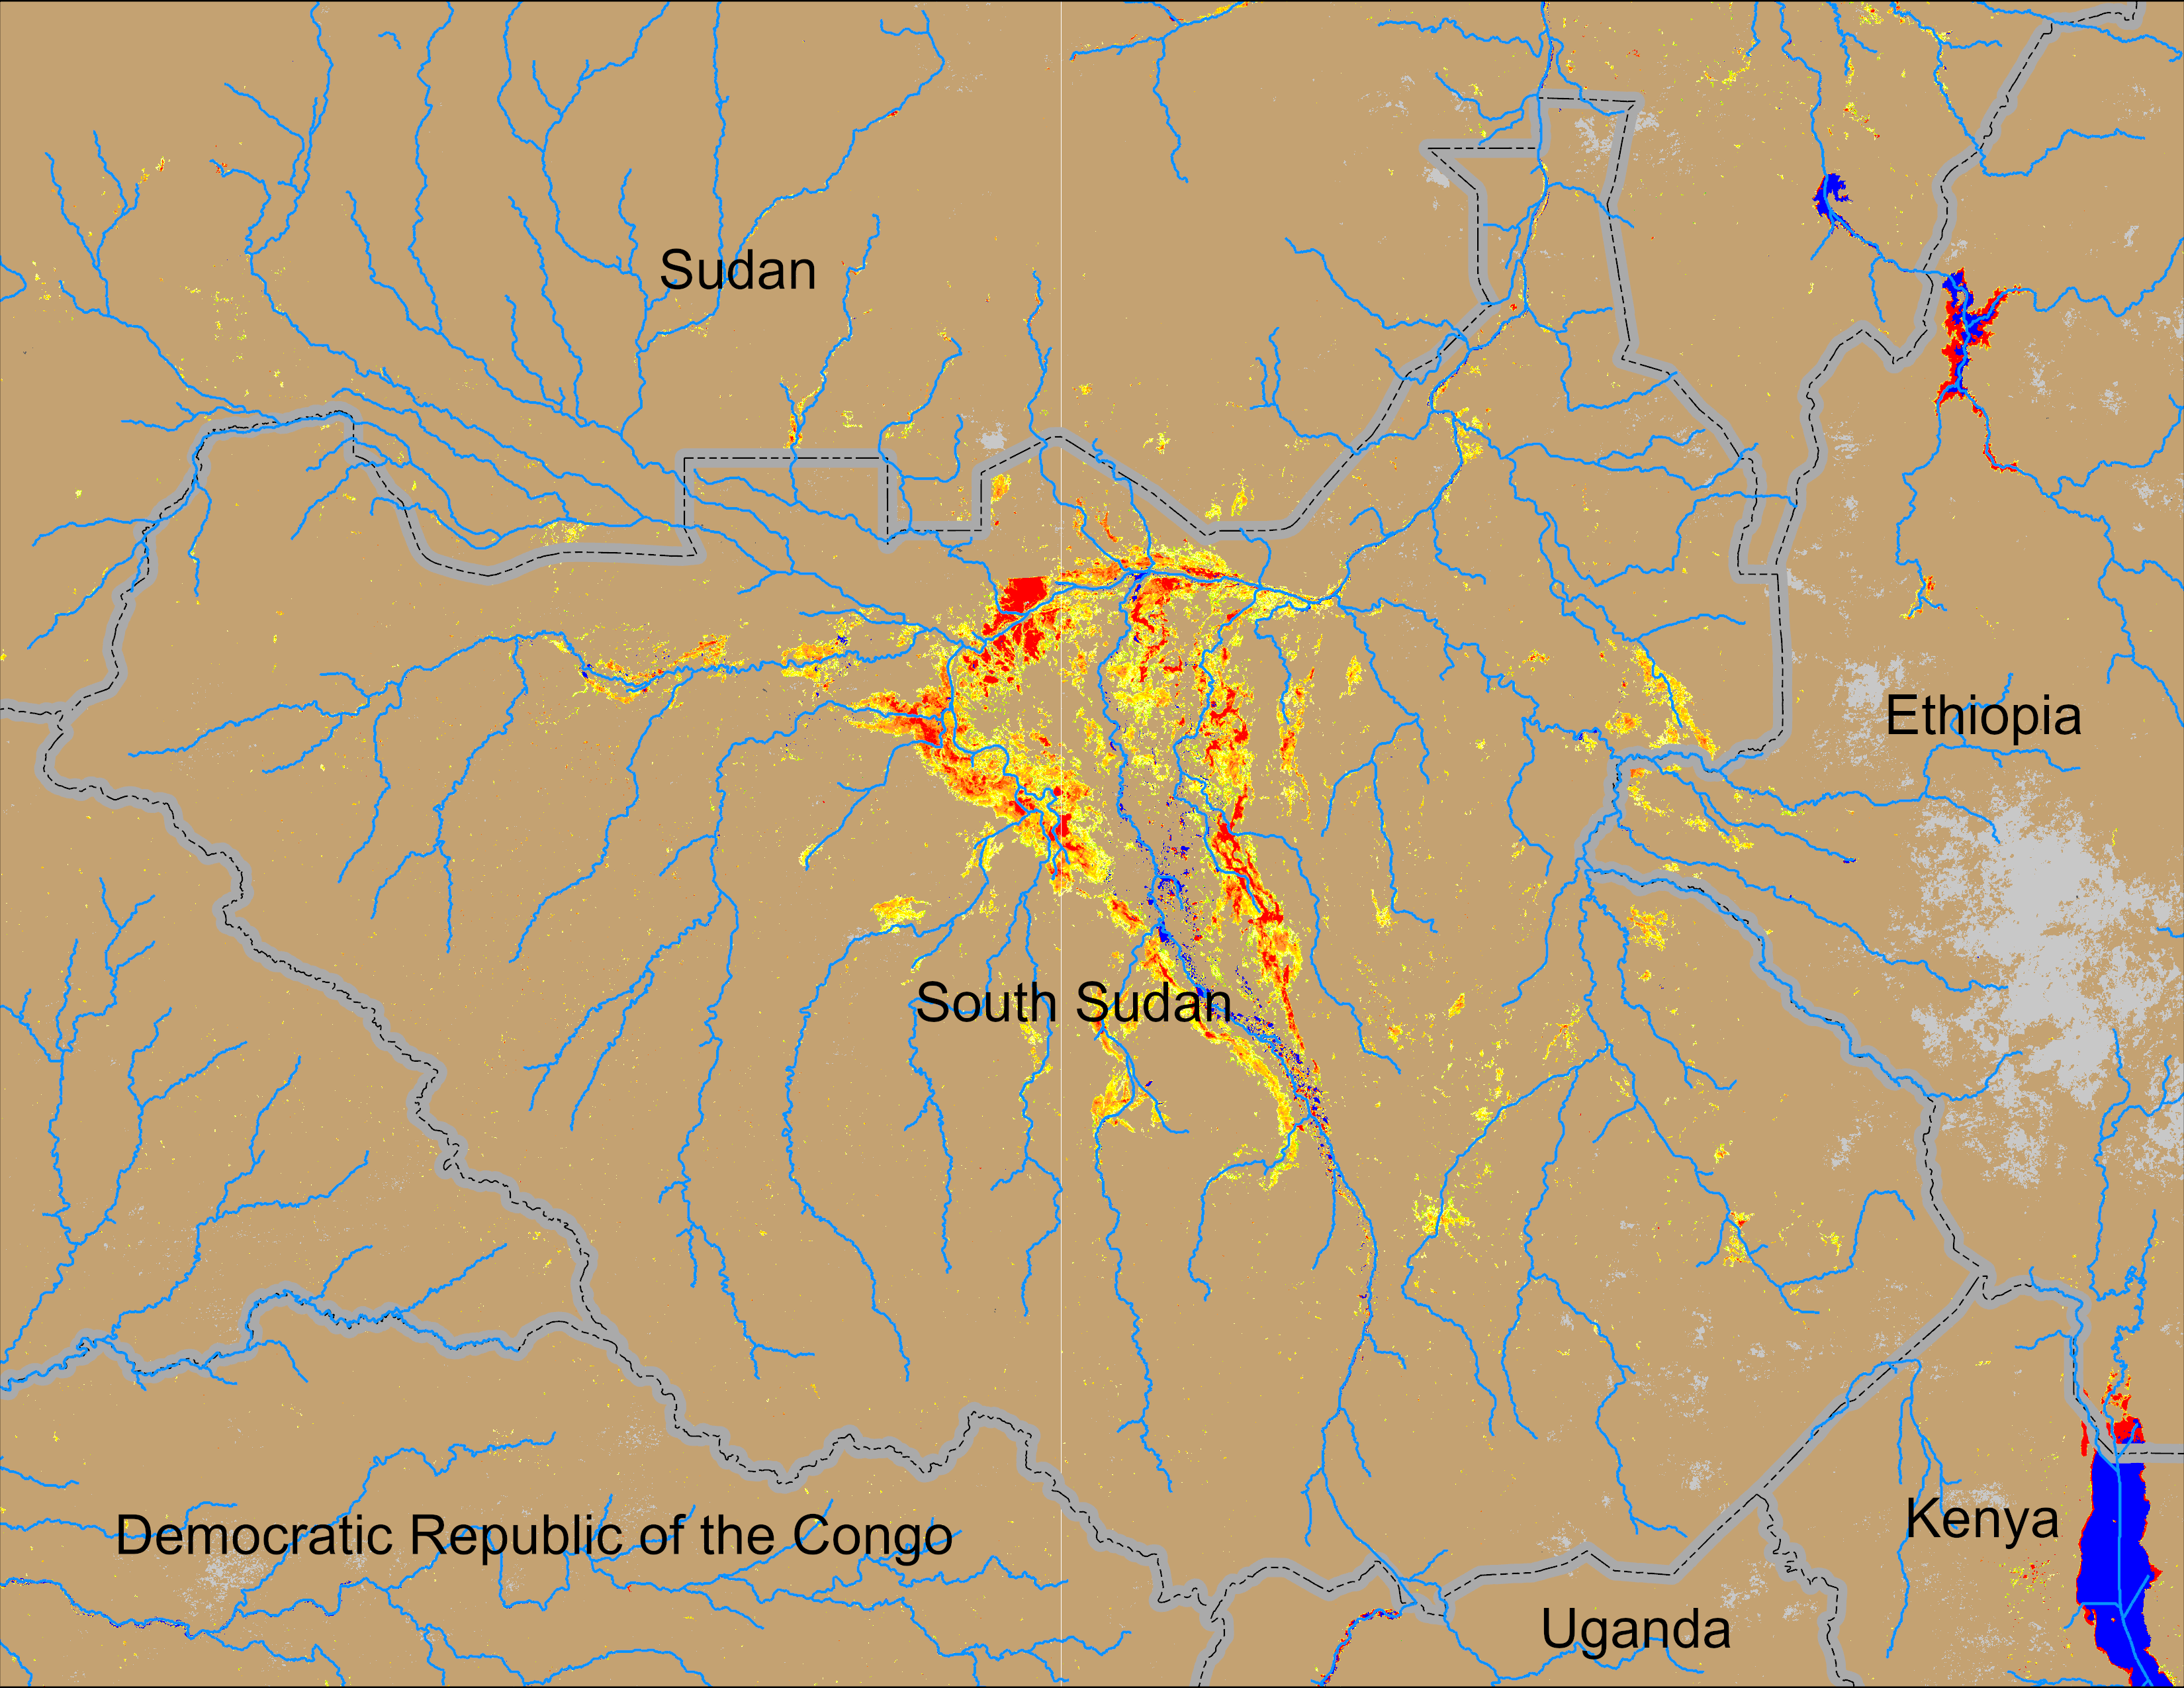 Sudan
Ethiopia
South Sudan
Kenya
Democratic Republic of the Congo
Uganda